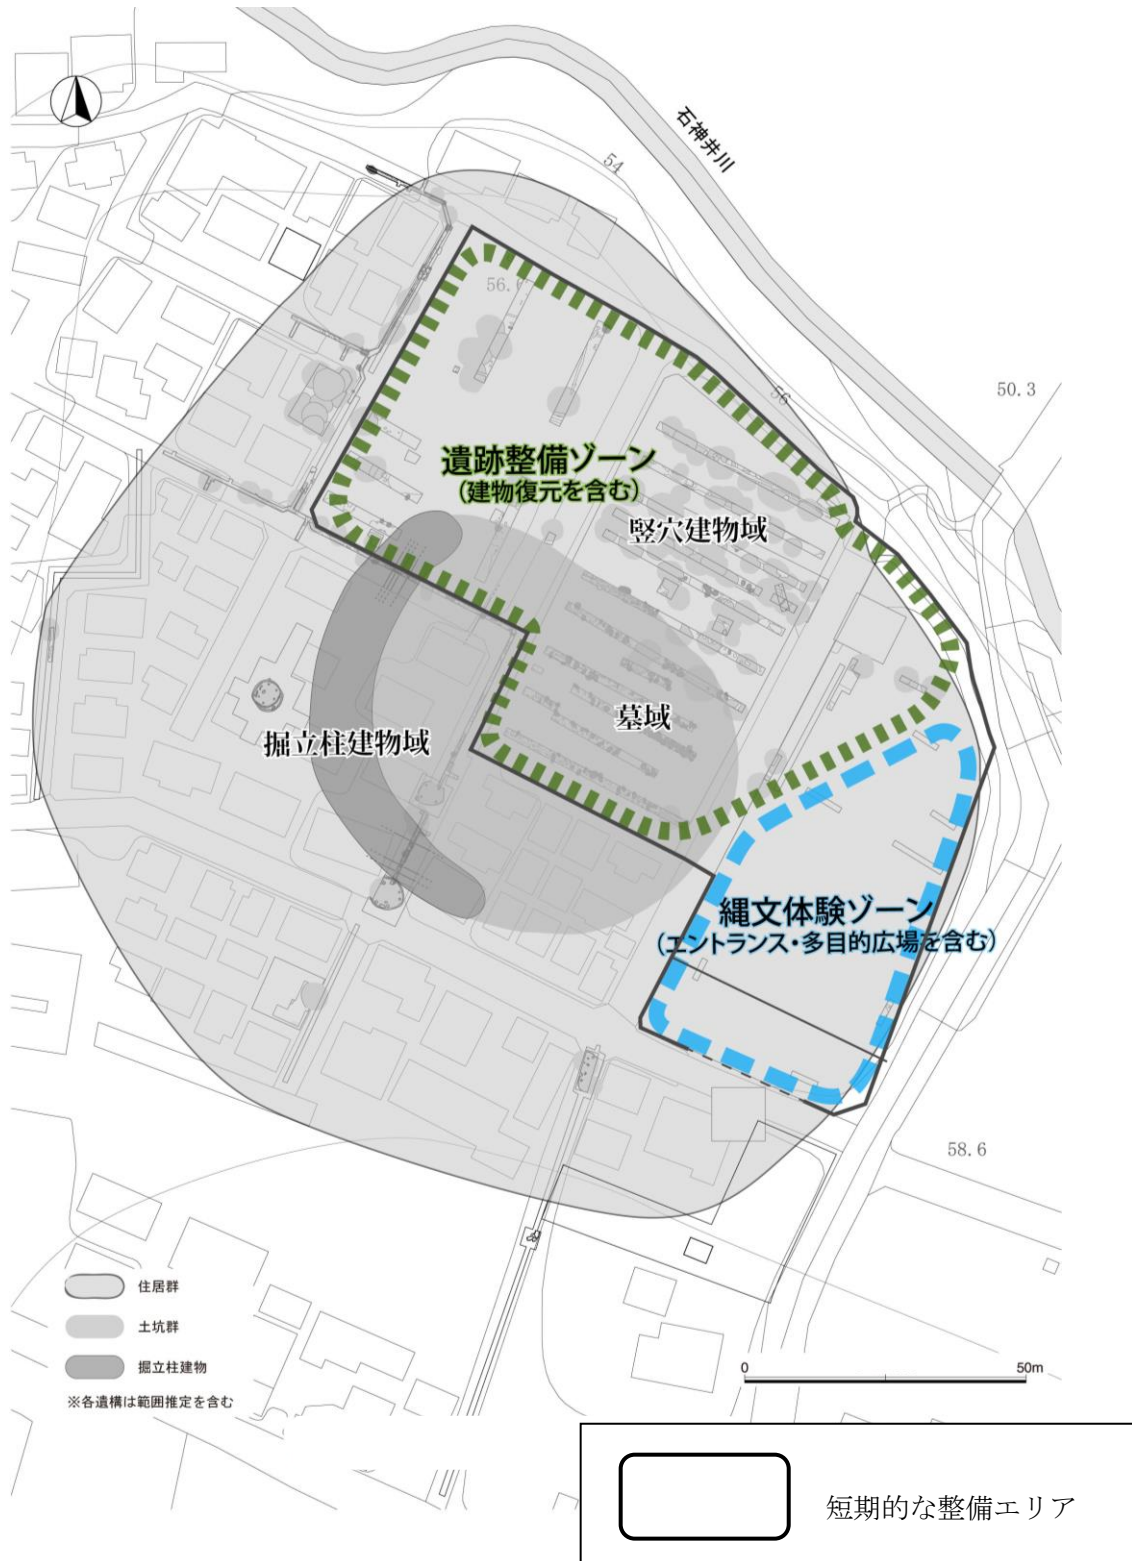 石神井川
54
56.
50.3
56
遺跡整備ゾーン
(建物復元を含む)
竪穴建物域
墓域
掘立柱建物域
縄文体験ゾーン
(エントランス・多目的広場を含む)
58.6
住居群
土坑群
掘立柱建物
※各遺構は範囲推定を含む
0 50m
短期的な整備エリア